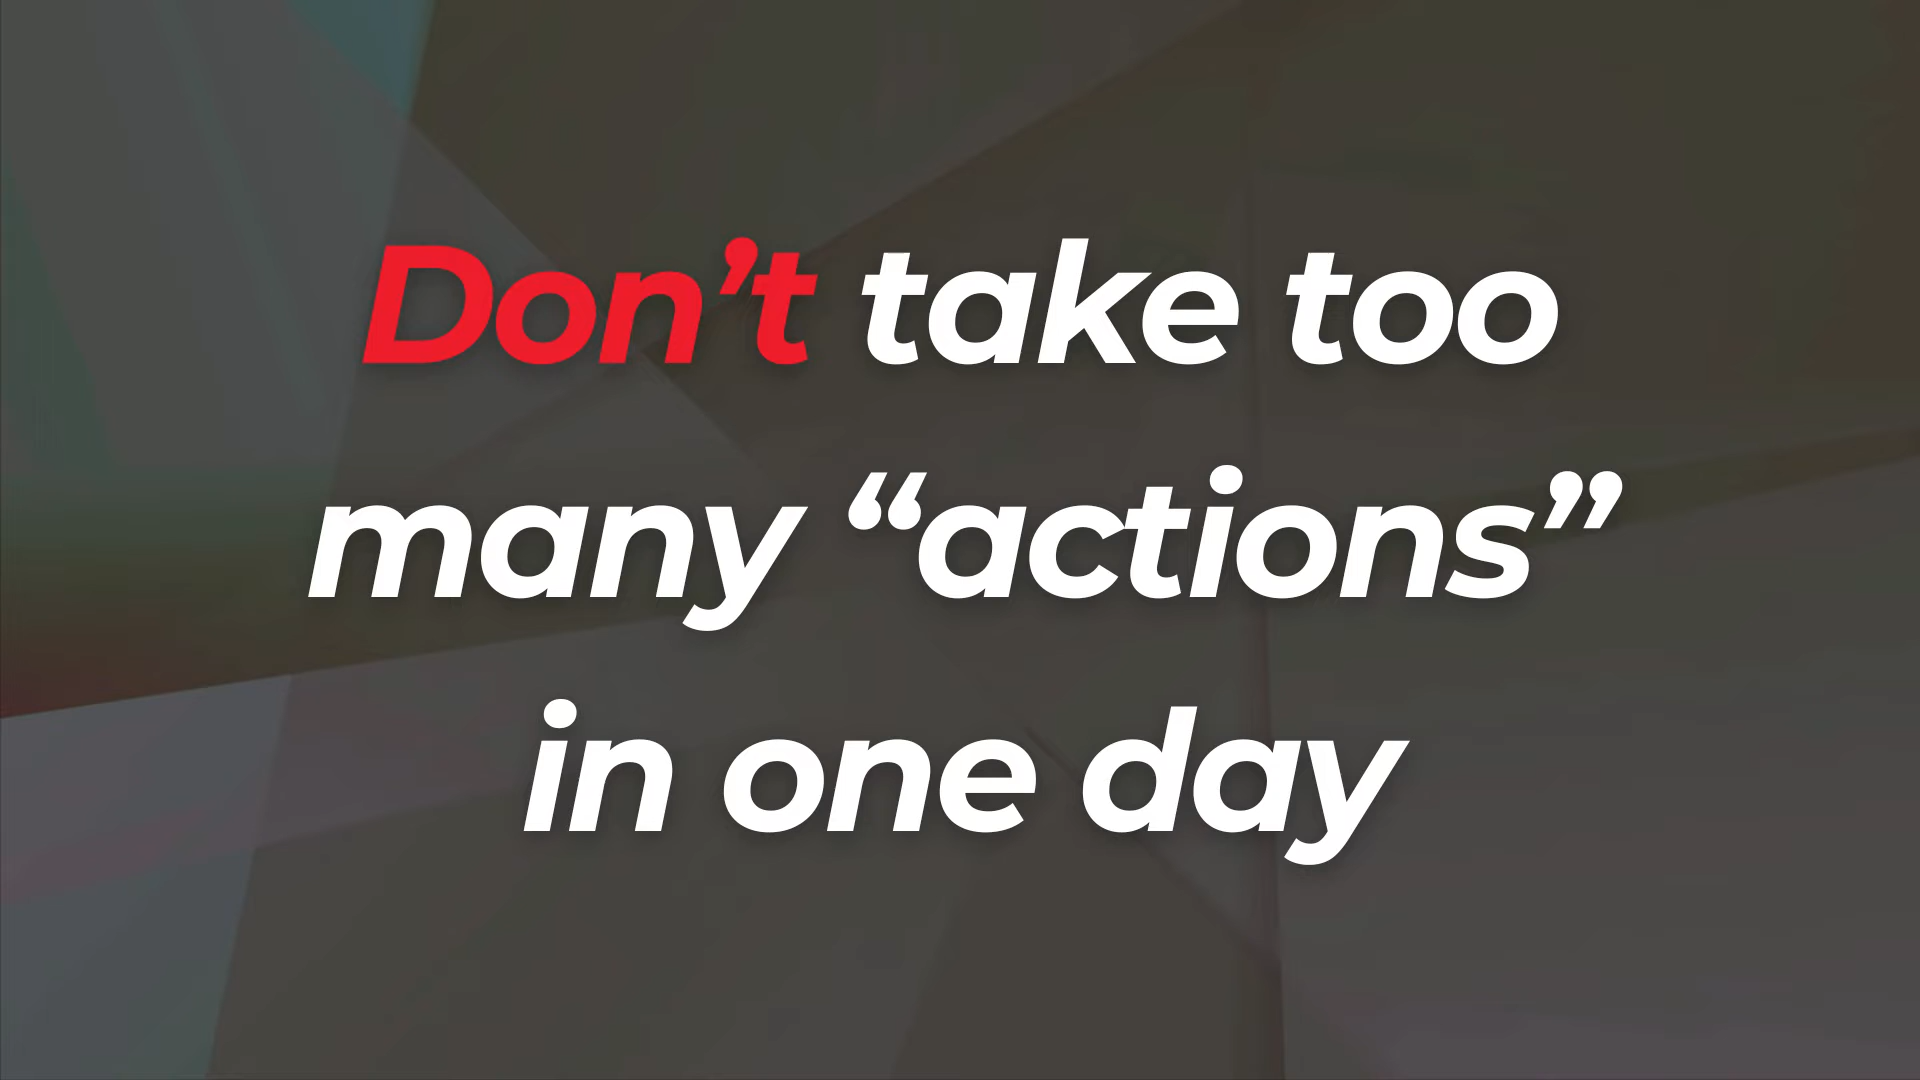 Don’t take too
many “actions”
in one day